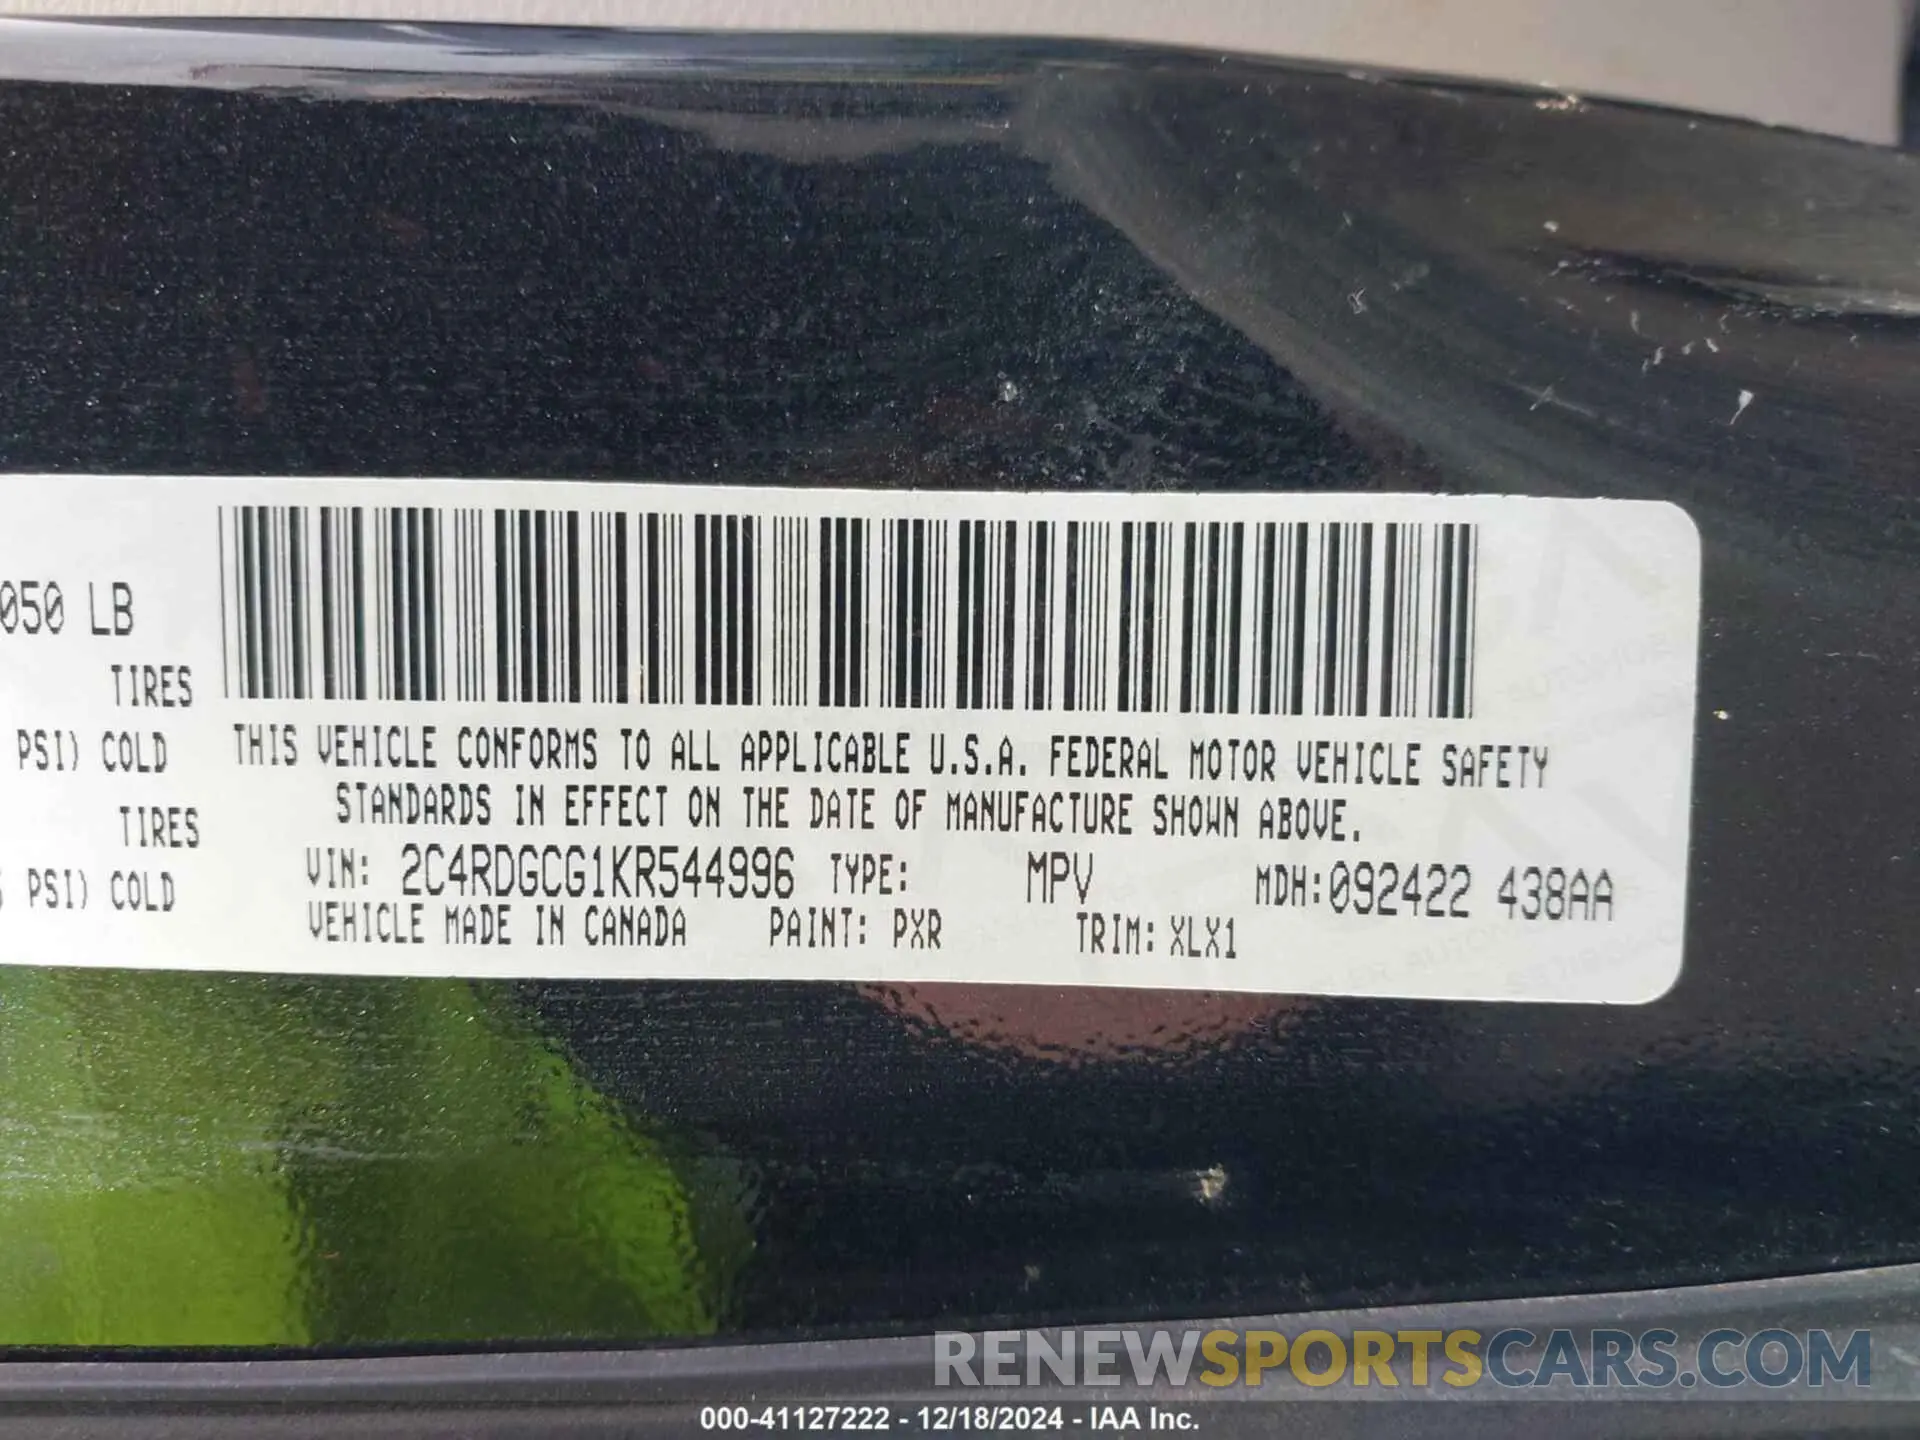 050 LB
TIRES
PSI) COLD
TIRES
PSI) COLD
THIS VEHICLE CONFORMS TO ALL APPLICABLE U.S.A. FEDERAL MOTOR VEHICLE SAFETY
STANDARDS IN EFFECT ON THE DATE OF MANUFACTURE SHOWN ABOVE.
VIN: 2C4RDGCG1KR544996 TYPE: MPV MDH:092422 438AA
VEHICLE MADE IN CANADA PAINT: PXR TRIM: XLX1
RENEWSPORTSCARS.COM
000-41127222 - 12/18/2024 - IAA Inc.